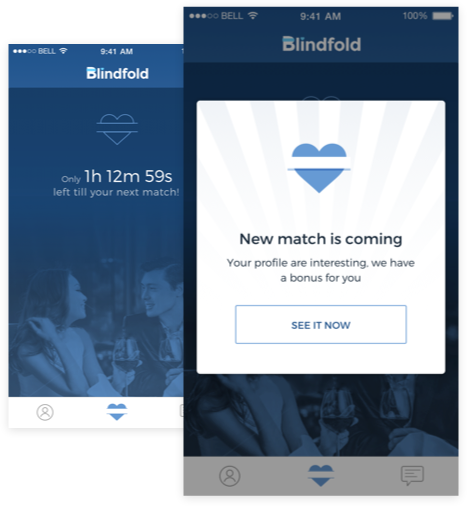 ●●●○○ BELL 9:41 AM 1
Blindfold
Only 1h 12m 59s
left till your next match!
●●●○○ BELL 9:41 AM 100%
Blindfold
New match is coming
Your profile are interesting, we have
a bonus for you
SEE IT NOW